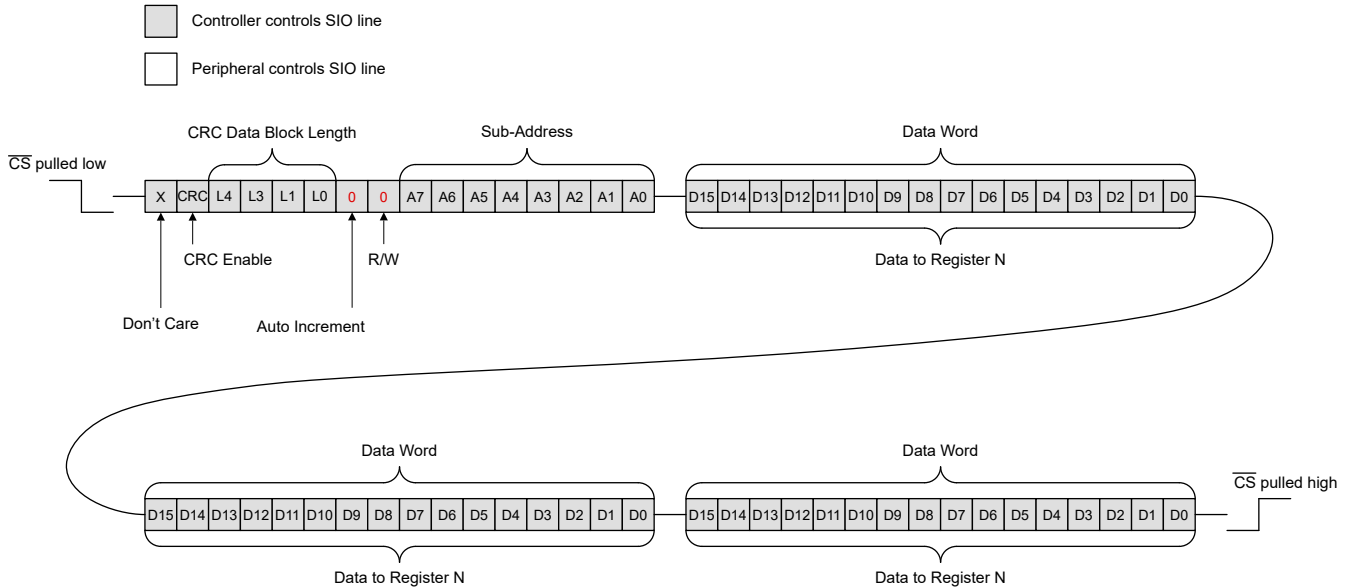 Controller controls SIO line
Peripheral controls SIO line
CRC Data Block Length
Sub-Address
Data Word
CS pulled low
X CRC L4 L3 L1 L0 0 0 A7 A6 A5 A4 A3 A2 A1 A0 D15 D14 D13 D12 D11 D10 D9 D8 D7 D6 D5 D4 D3 D2 D1 D0
CRC Enable
R/W
Data to Register N
Don't Care
Auto Increment
Data Word
Data Word
CS pulled high
D15 D14 D13 D12 D11 D10 D9 D8 D7 D6 D5 D4 D3 D2 D1 D0 D15 D14 D13 D12 D11 D10 D9 D8 D7 D6 D5 D4 D3 D2 D1 D0
Data to Register N
Data to Register N